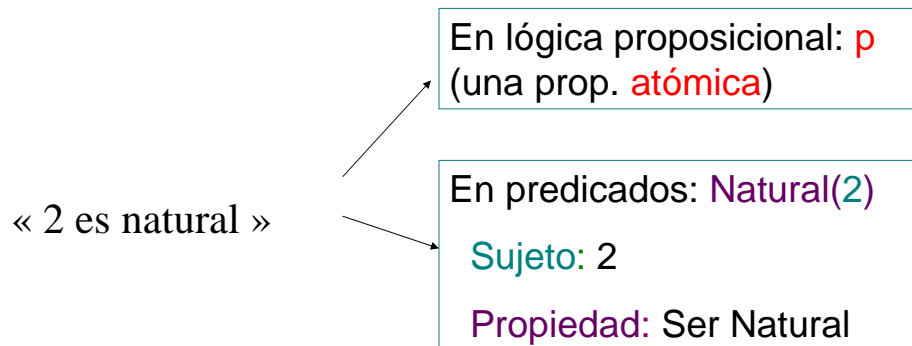 En lógica proposicional: p
(una prop. atómica)
« 2 es natural »
En predicados: Natural(2)
Sujeto: 2
Propiedad: Ser Natural